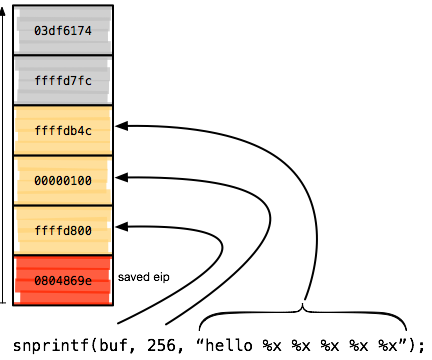 03df6174
ffffd7fc
ffffdb4c
00000100
ffffd800
0804869e saved eip
snprintf(buf, 256, “hello %x %x %x %x %x”);